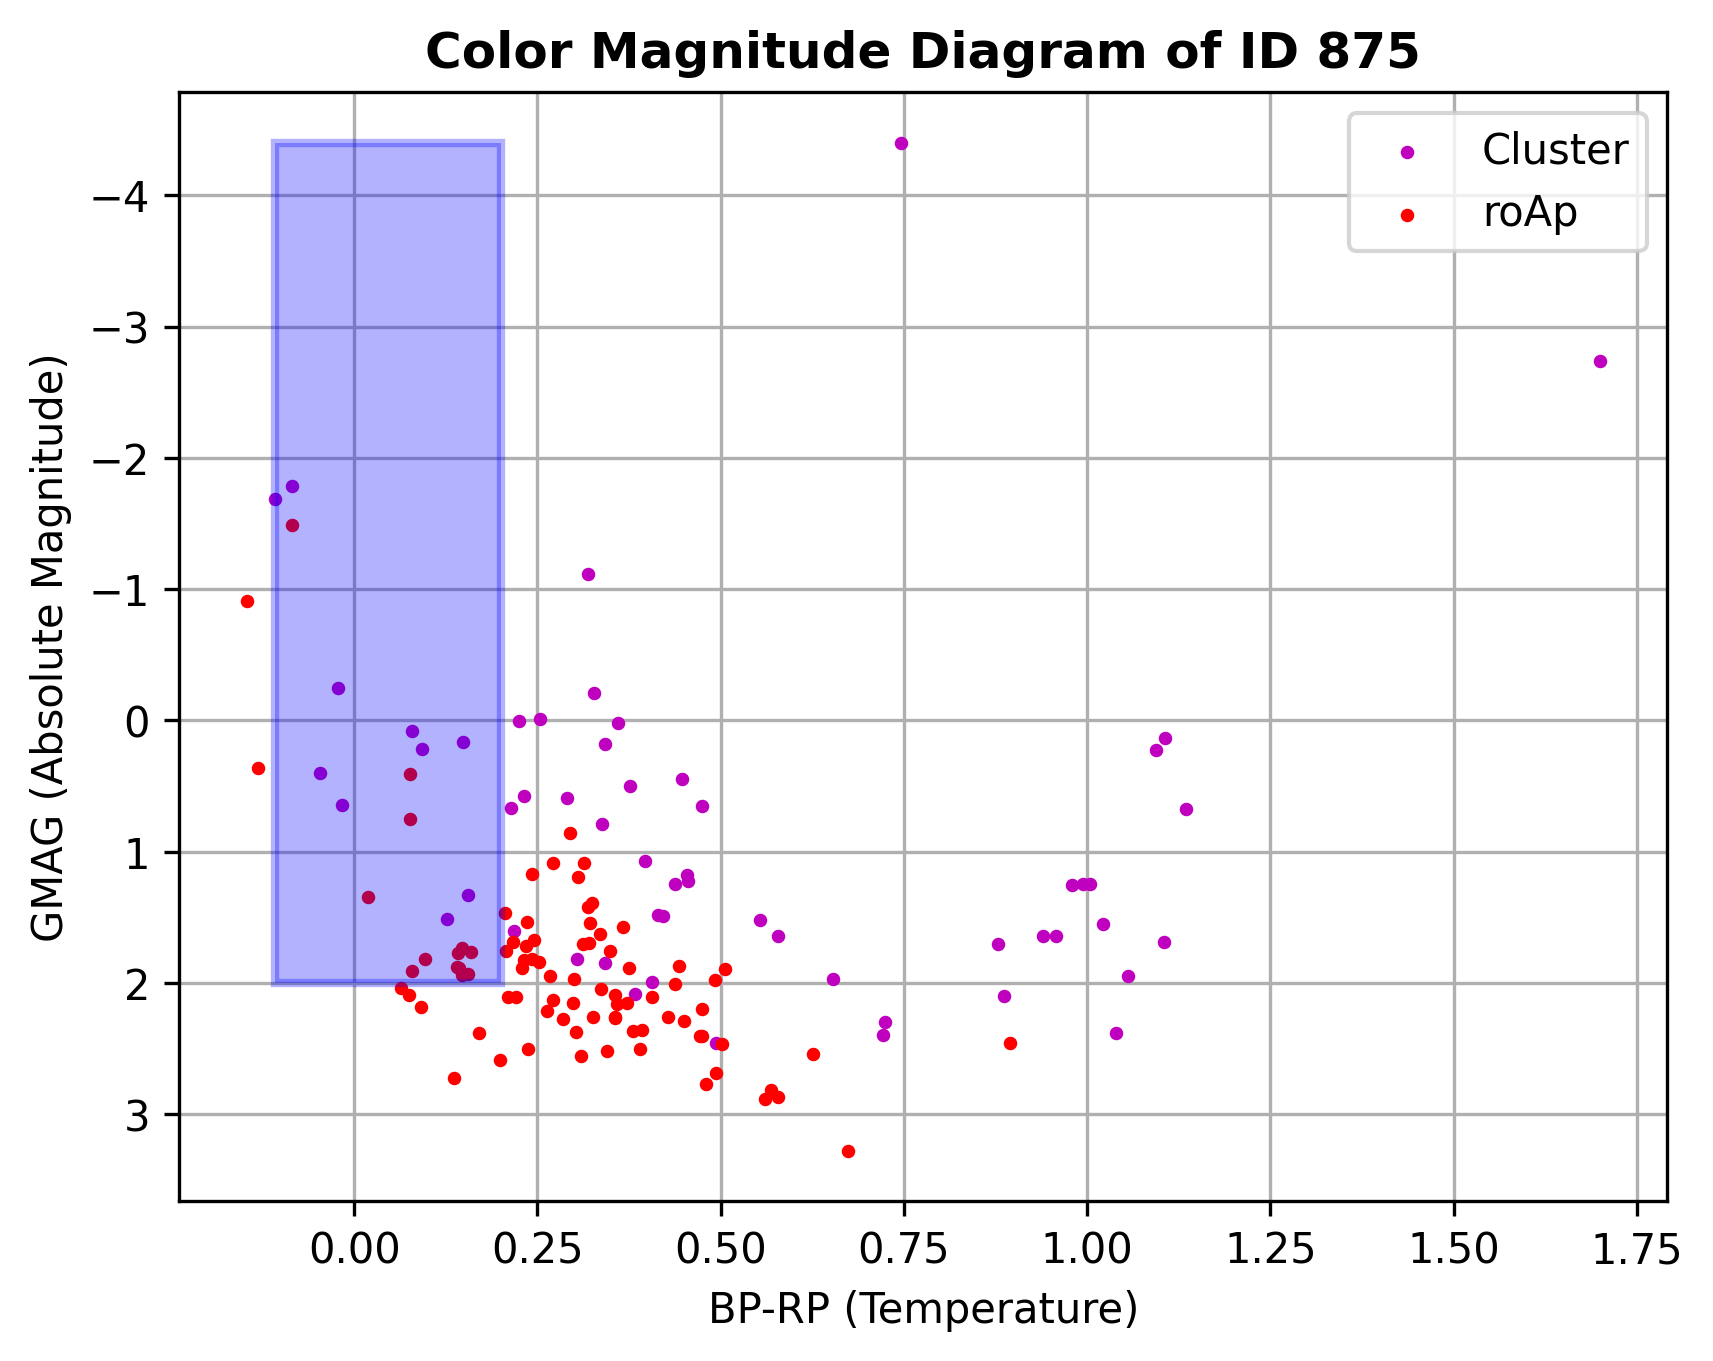 Color Magnitude Diagram of ID 875
Cluster
roAp
−4
−3
−2
−1
0
1
2
3
GMAG (Absolute Magnitude)
0.00 0.25 0.50 0.75 1.00 1.25 1.50 1.75
BP-RP (Temperature)